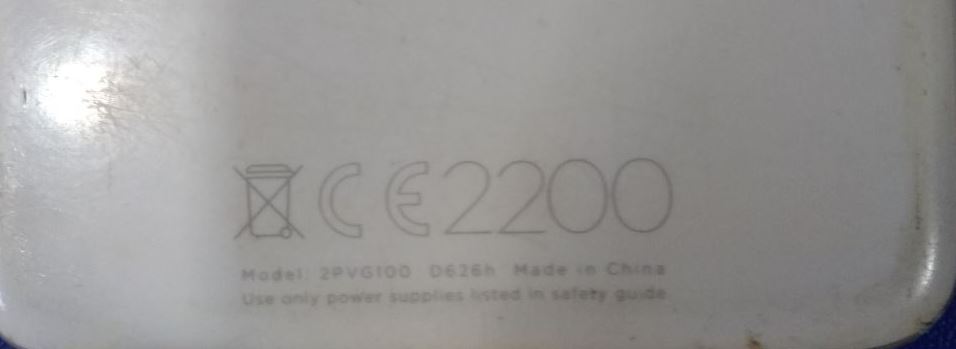 CE2200
Model: 2PVG100 D626h Made in China
Use only power supplies listed in safety guide